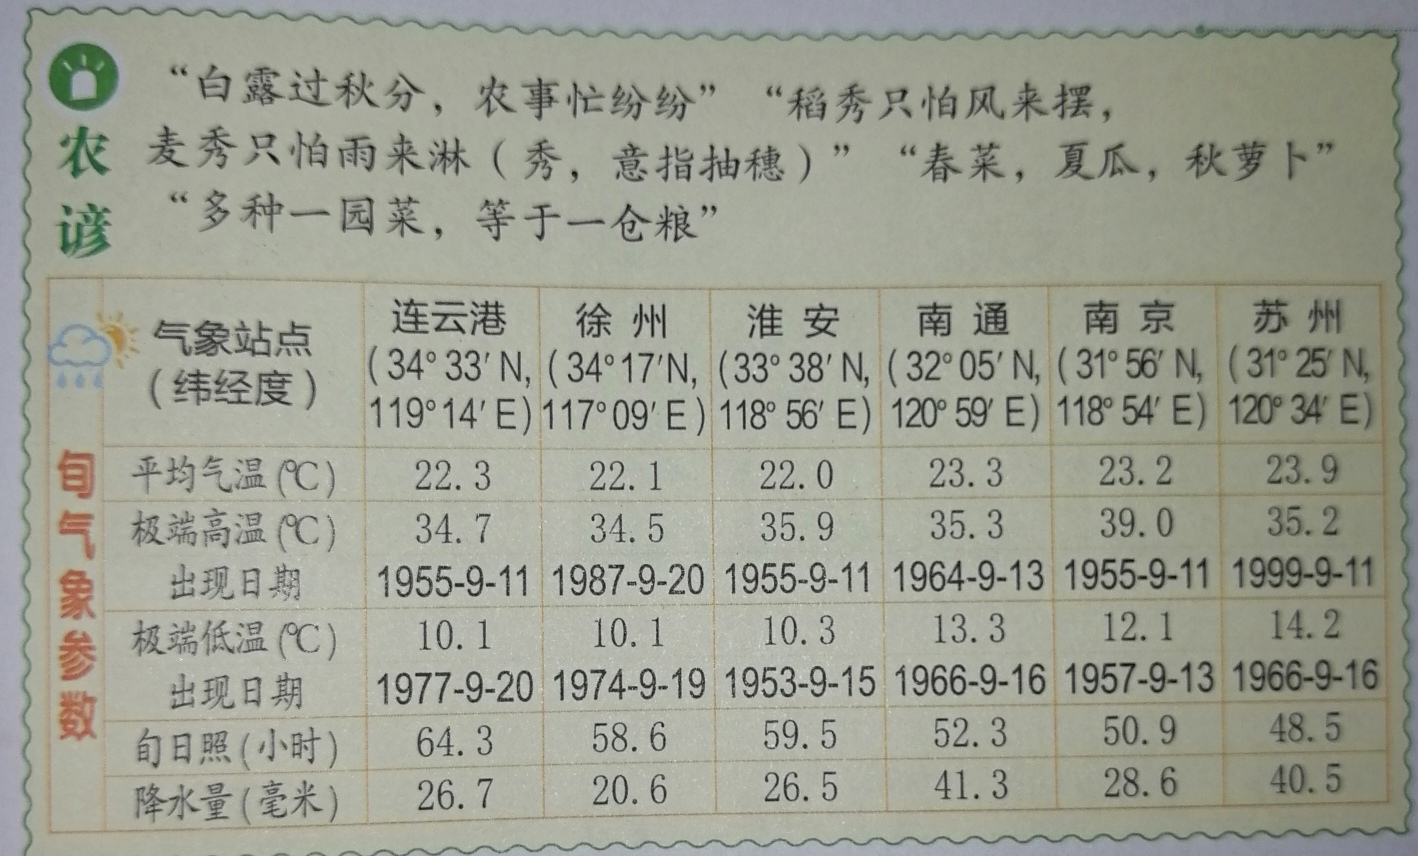 农谚
“白露过秋分，农事忙纷纷” “稻秀只怕风来摆，
麦秀只怕雨来淋（秀，意指抽穗）” “春菜，夏瓜，秋萝卜”
“多种一园菜，等于一仓粮”
旬气象参数
气象站点（纬经度） 连云港（34°33′N，119°14′E） 徐州（34°17′N，117°09′E） 淮安（33°38′N，118°56′E） 南通（32°05′N，120°59′E） 南京（31°56′N，118°54′E） 苏州（31°25′N，120°34′E）
平均气温(℃) 22.3 22.1 22.0 23.3 23.2 23.9
极端高温(℃) 34.7 34.5 35.9 35.3 39.0 35.2
出现日期 1955-9-11 1987-9-20 1955-9-11 1964-9-13 1955-9-11 1999-9-11
极端低温(℃) 10.1 10.1 10.3 13.3 12.1 14.2
出现日期 1977-9-20 1974-9-19 1953-9-15 1966-9-16 1957-9-13 1966-9-16
旬日照(小时) 64.3 58.6 59.5 52.3 50.9 48.5
降水量(毫米) 26.7 20.6 26.5 41.3 28.6 40.5